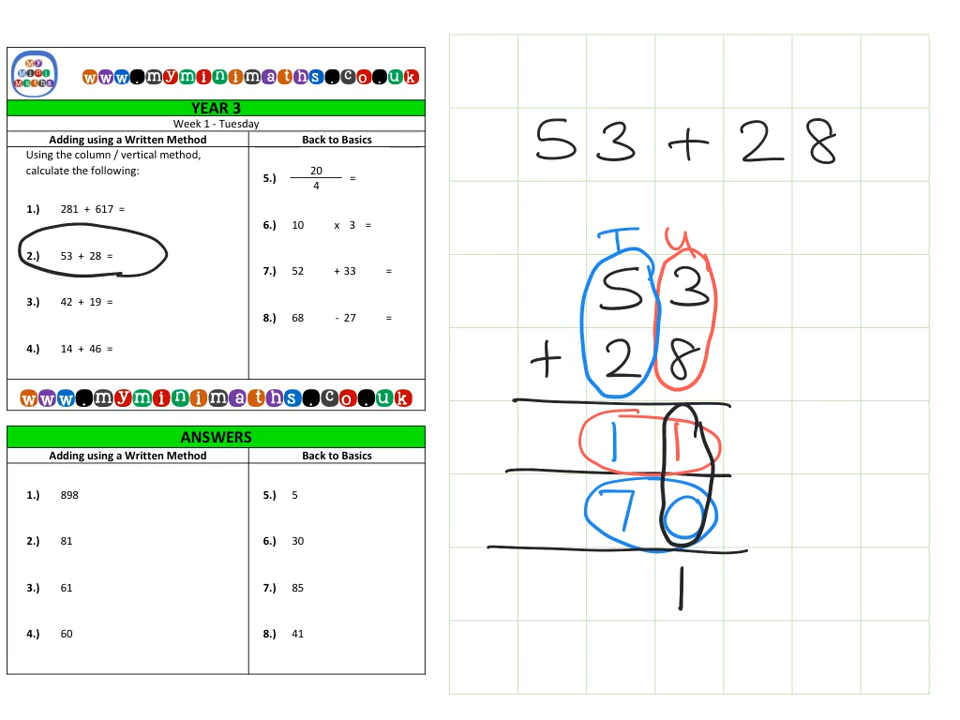 My
Mini
Maths
www.myminimaths.co.uk
YEAR 3
Week 1 - Tuesday
Adding using a Written Method
Using the column / vertical method,
calculate the following:
1.) 281 + 617 =
2.) 53 + 28 =
3.) 42 + 19 =
4.) 14 + 46 =
Back to Basics
5.) 20
4 =
6.) 10 x 3 =
7.) 52 + 33 =
8.) 68 - 27 =
www.myminimaths.co.uk
ANSWERS
Adding using a Written Method
1.) 898
2.) 81
3.) 61
4.) 60
Back to Basics
5.) 5
6.) 30
7.) 85
8.) 41
53 + 28
T U
5 3
+ 2 8
1 1
7 0
1